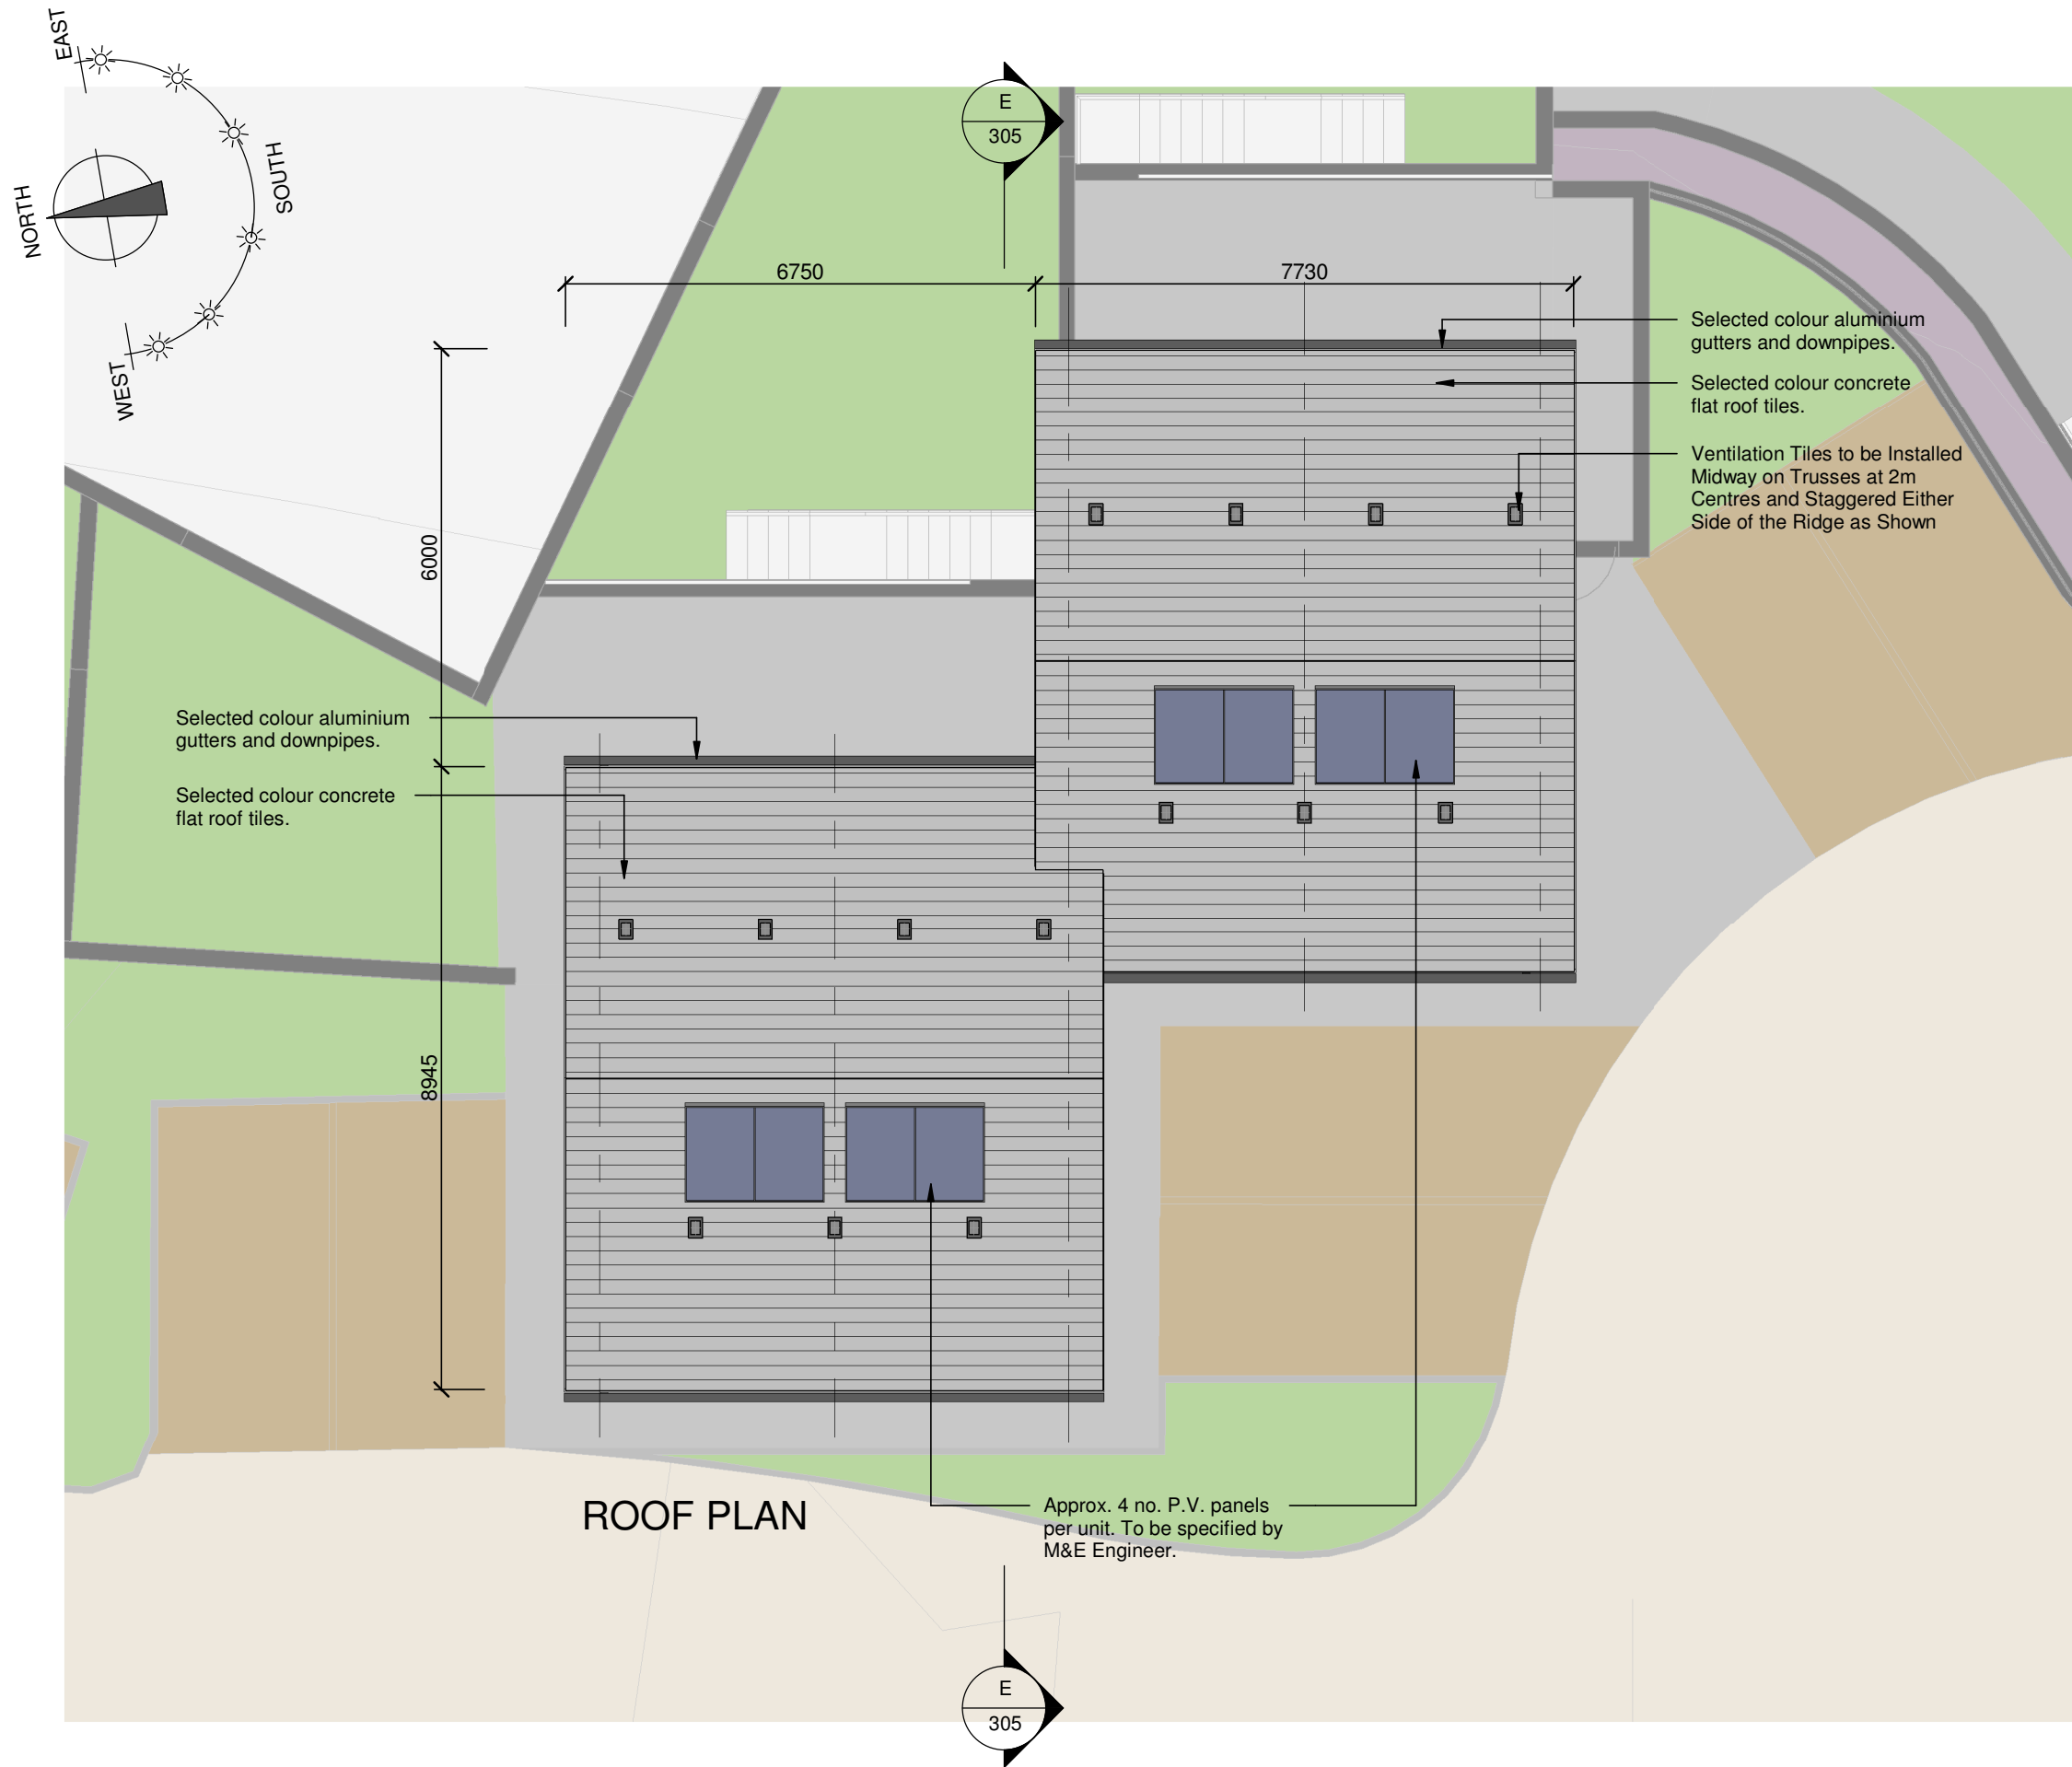 EAST
SOUTH
NORTH
WEST
E
305
6750
7730
Selected colour aluminium
gutters and downpipes.
Selected colour concrete
flat roof tiles.
Ventilation Tiles to be Installed
Midway on Trusses at 2m
Centres and Staggered Either
Side of the Ridge as Shown
6000
Selected colour aluminium
gutters and downpipes.
Selected colour concrete
flat roof tiles.
8945
ROOF PLAN
Approx. 4 no. P.V. panels
per unit. To be specified by
M&E Engineer.
E
305